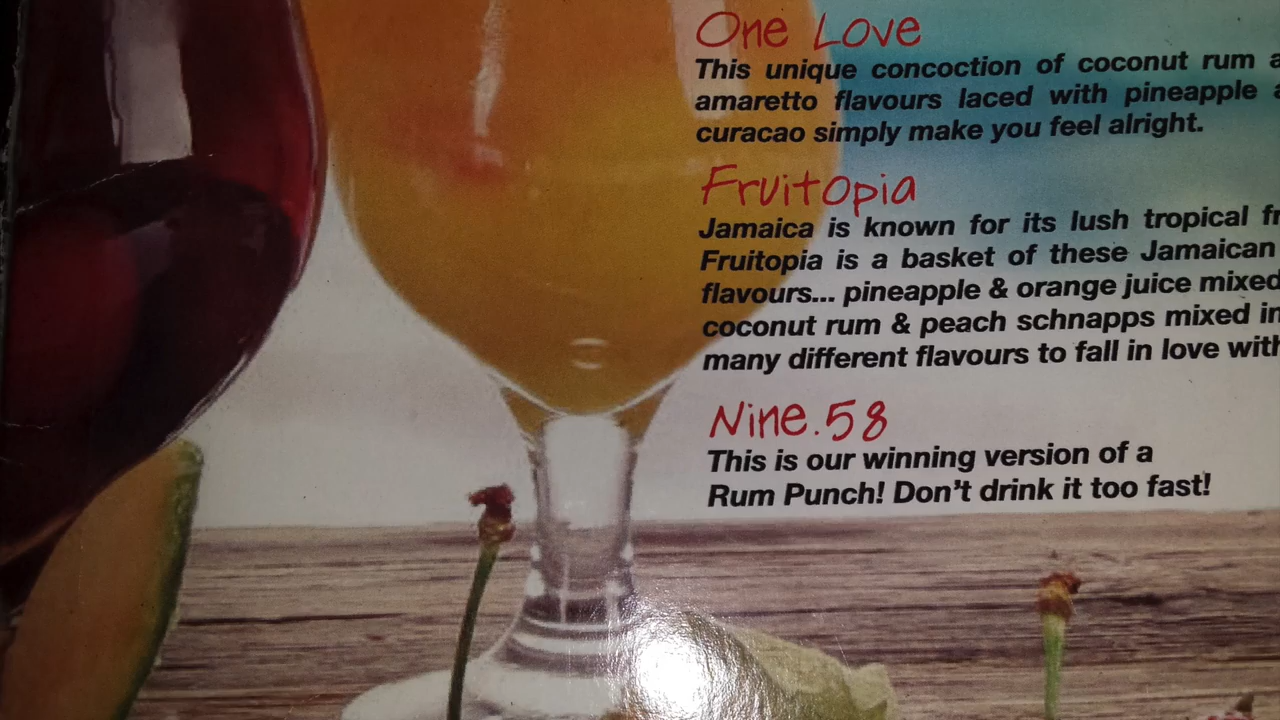 One Love
This unique concoction of coconut rum
amaretto flavours laced with pineapple
curacao simply make you feel alright.
Fruitopia
Jamaica is known for its lush tropical
Fruitopia is a basket of these Jamaican
flavours... pineapple & orange juice mixed
coconut rum & peach schnapps mixed in
many different flavours to fall in love with
Nine.58
This is our winning version of a
Rum Punch! Don't drink it too fast!